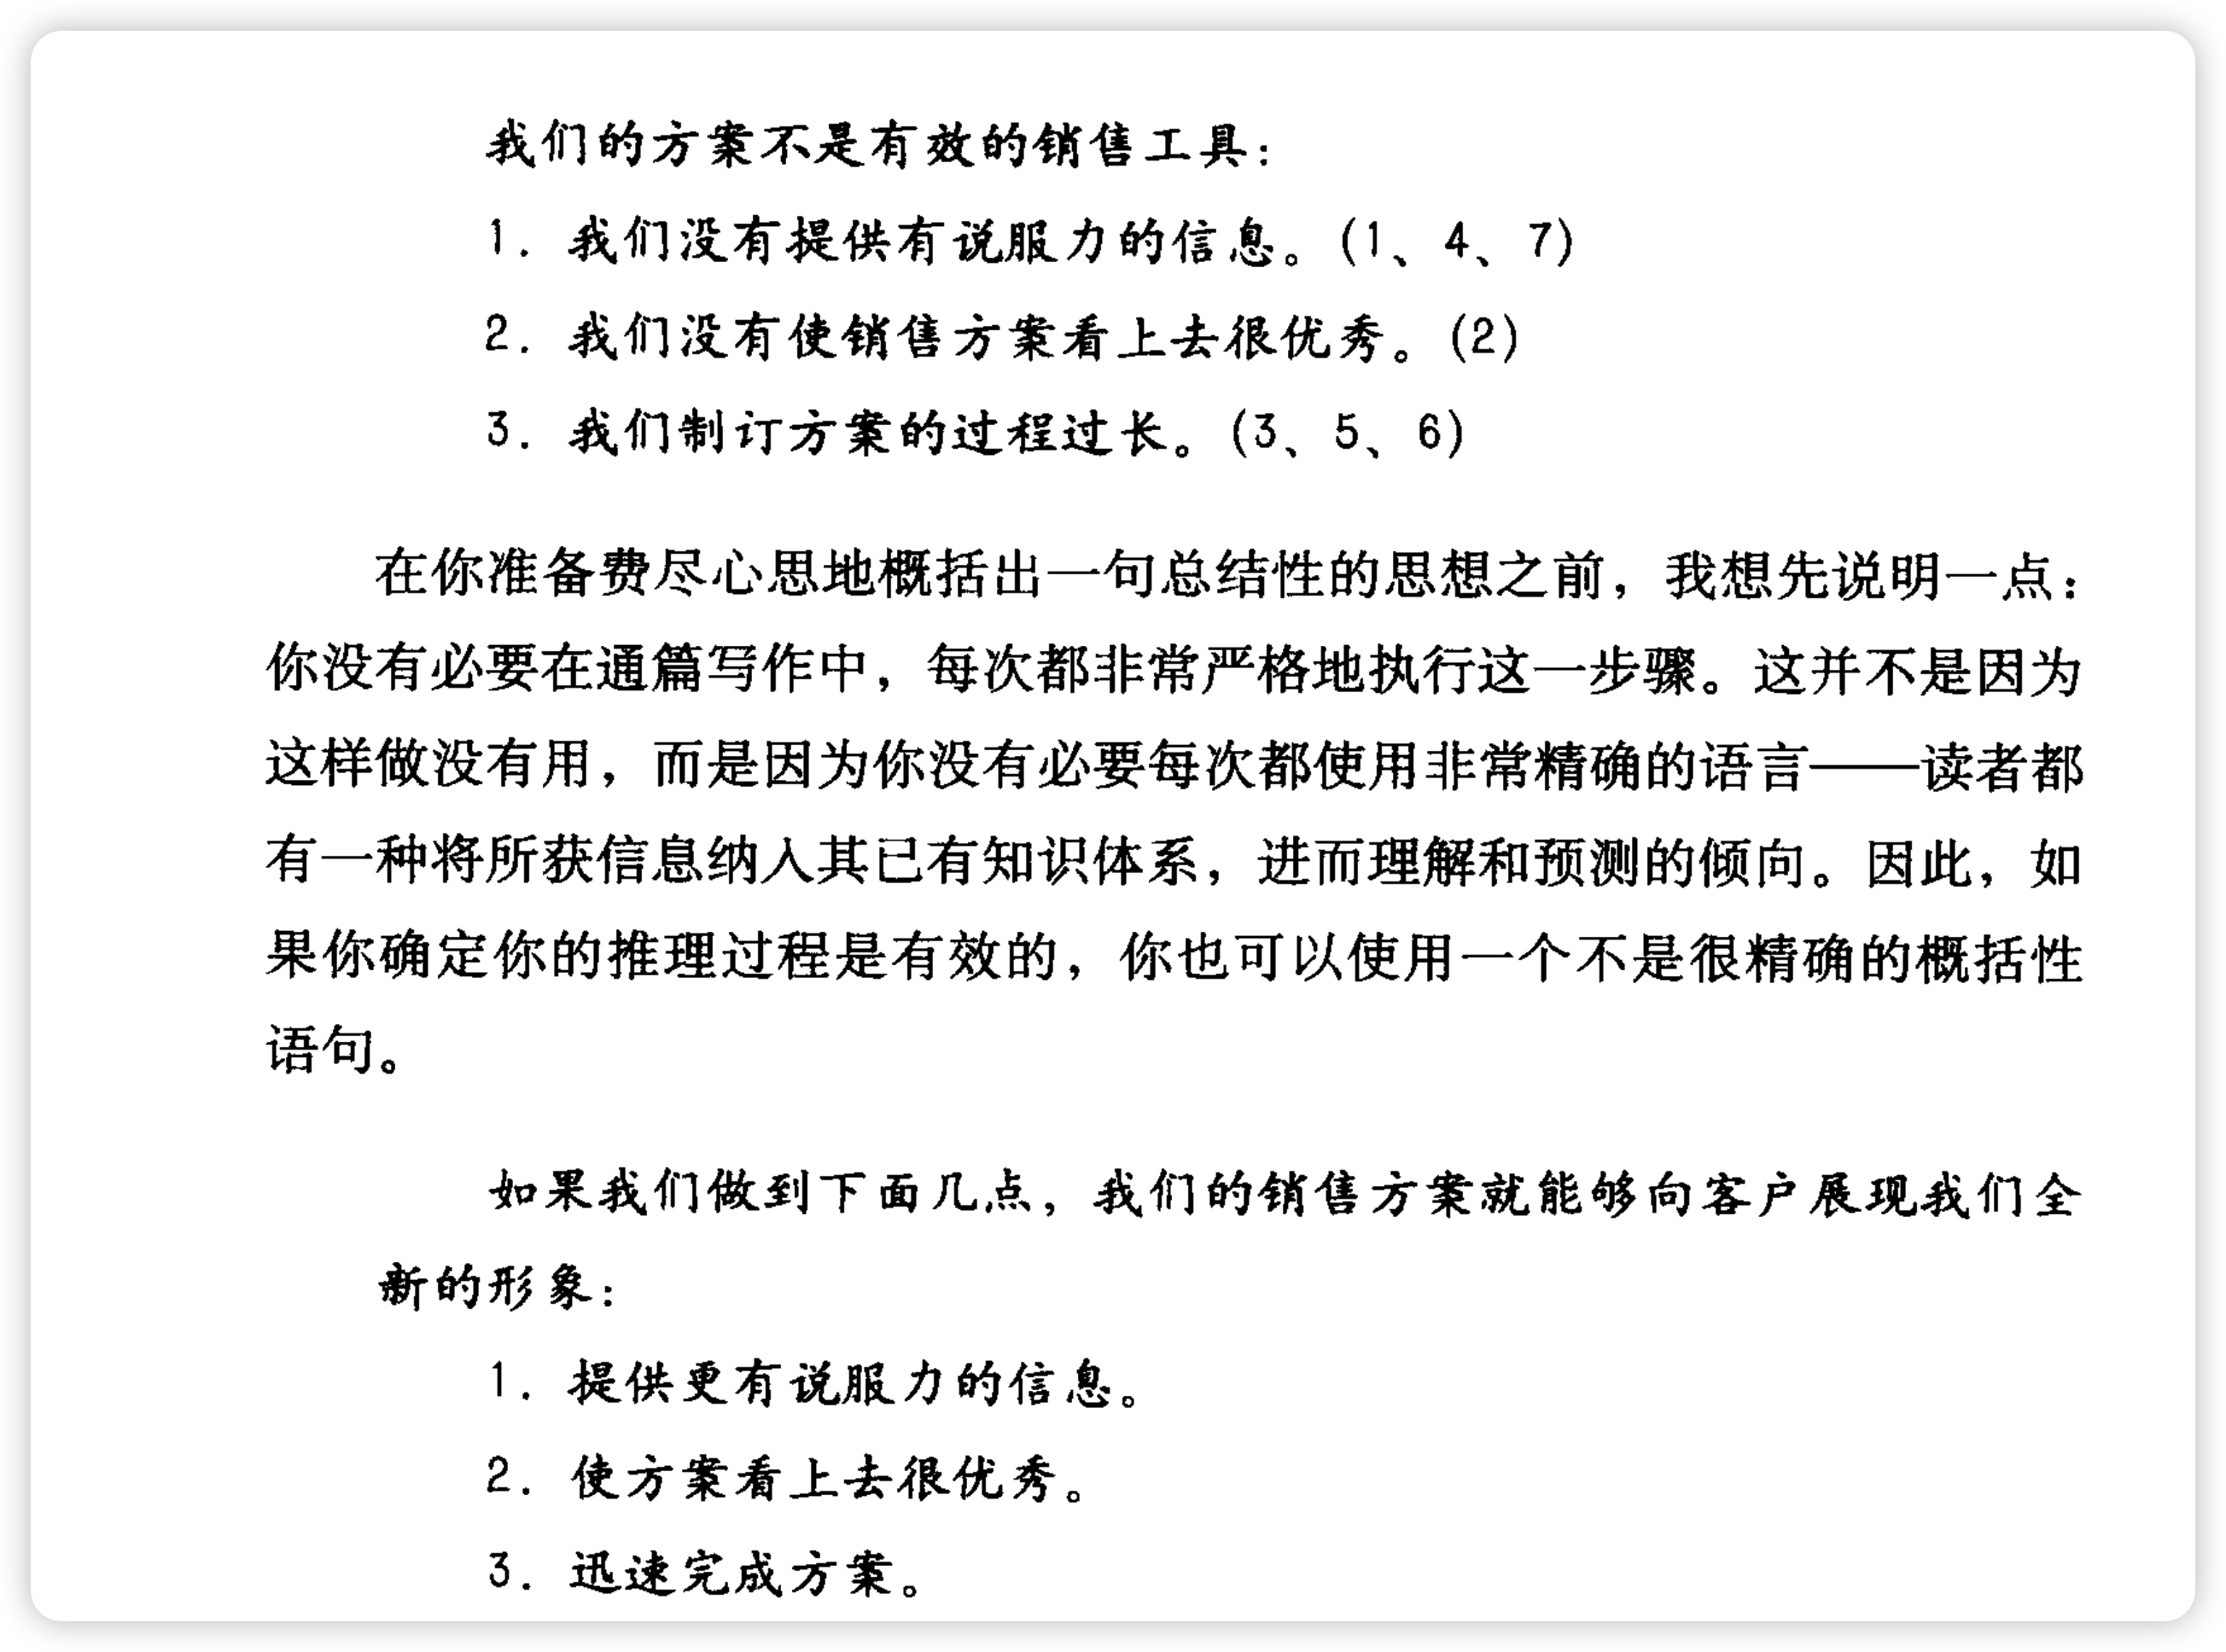 我们的方案不是有效的销售工具：
1. 我们没有提供有说服力的信息。(1、4、7)
2. 我们没有使销售方案看上去很优秀。(2)
3. 我们制订方案的过程过长。(3、5、6)
在你准备费尽心思地概括出一句总结性的思想之前，我想先说明一点：
你没有必要在通篇写作中，每次都非常严格地执行这一步骤。这并不是因为
这样做没有用，而是因为你没有必要每次都使用非常精确的语言——读者都
有一种将所获信息纳入其已有知识体系，进而理解和预测的倾向。因此，如
果你确定你的推理过程是有效的，你也可以使用一个不是很精确的概括性
语句。
如果我们做到下面几点，我们的销售方案就能够向客户展现我们全
新的形象：
1. 提供更有说服力的信息。
2. 使方案看上去很优秀。
3. 迅速完成方案。